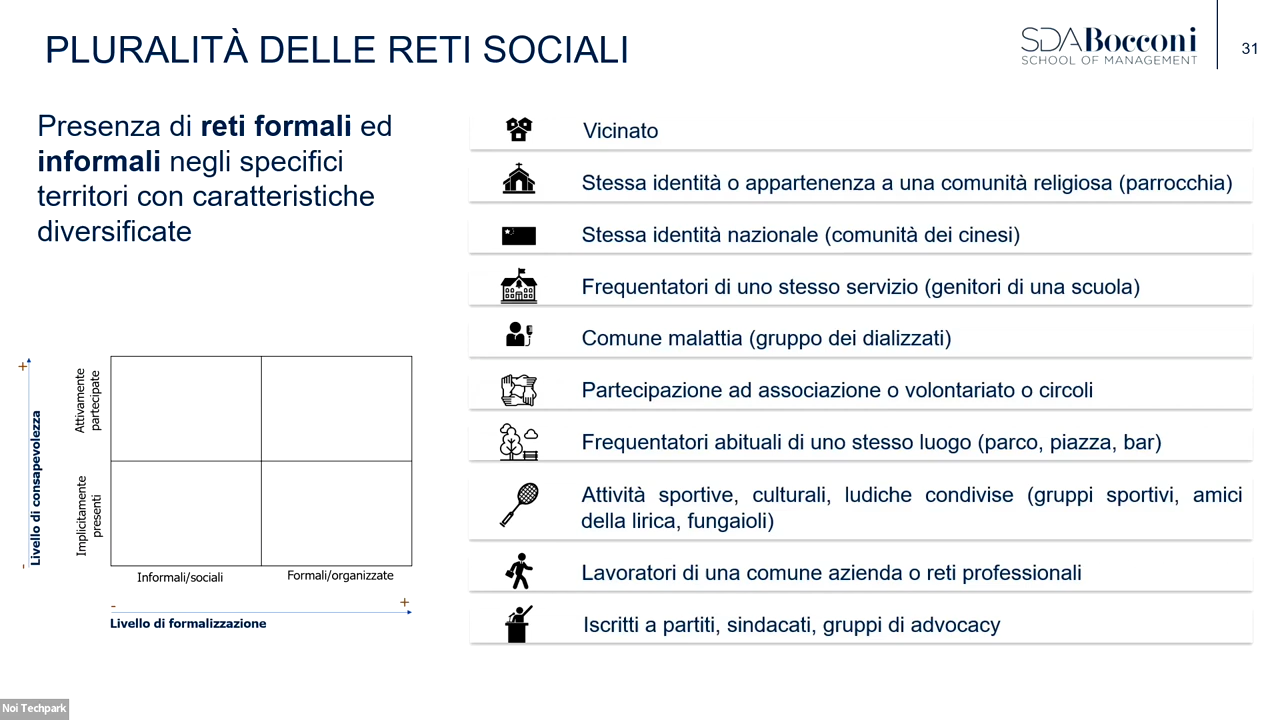 PLURALITÀ DELLE RETI SOCIALI
SDABocconi
SCHOOL OF MANAGEMENT
31
Presenza di reti formali ed
informali negli specifici
territori con caratteristiche
diversificate
Vicinato
Stessa identità o appartenenza a una comunità religiosa (parrocchia)
Stessa identità nazionale (comunità dei cinesi)
Frequentatori di uno stesso servizio (genitori di una scuola)
Comune malattia (gruppo dei dializzati)
Partecipazione ad associazione o volontariato o circoli
Frequentatori abituali di uno stesso luogo (parco, piazza, bar)
Attività sportive, culturali, ludiche condivise (gruppi sportivi, amici
della lirica, fungaioli)
Lavoratori di una comune azienda o reti professionali
Iscritti a partiti, sindacati, gruppi di advocacy
+
Livello di consapevolezza
-
Attivamente
partecipate
Implicitamente
presenti
Informali/sociali
Formali/organizzate
-
+
Livello di formalizzazione
Noi Techpark